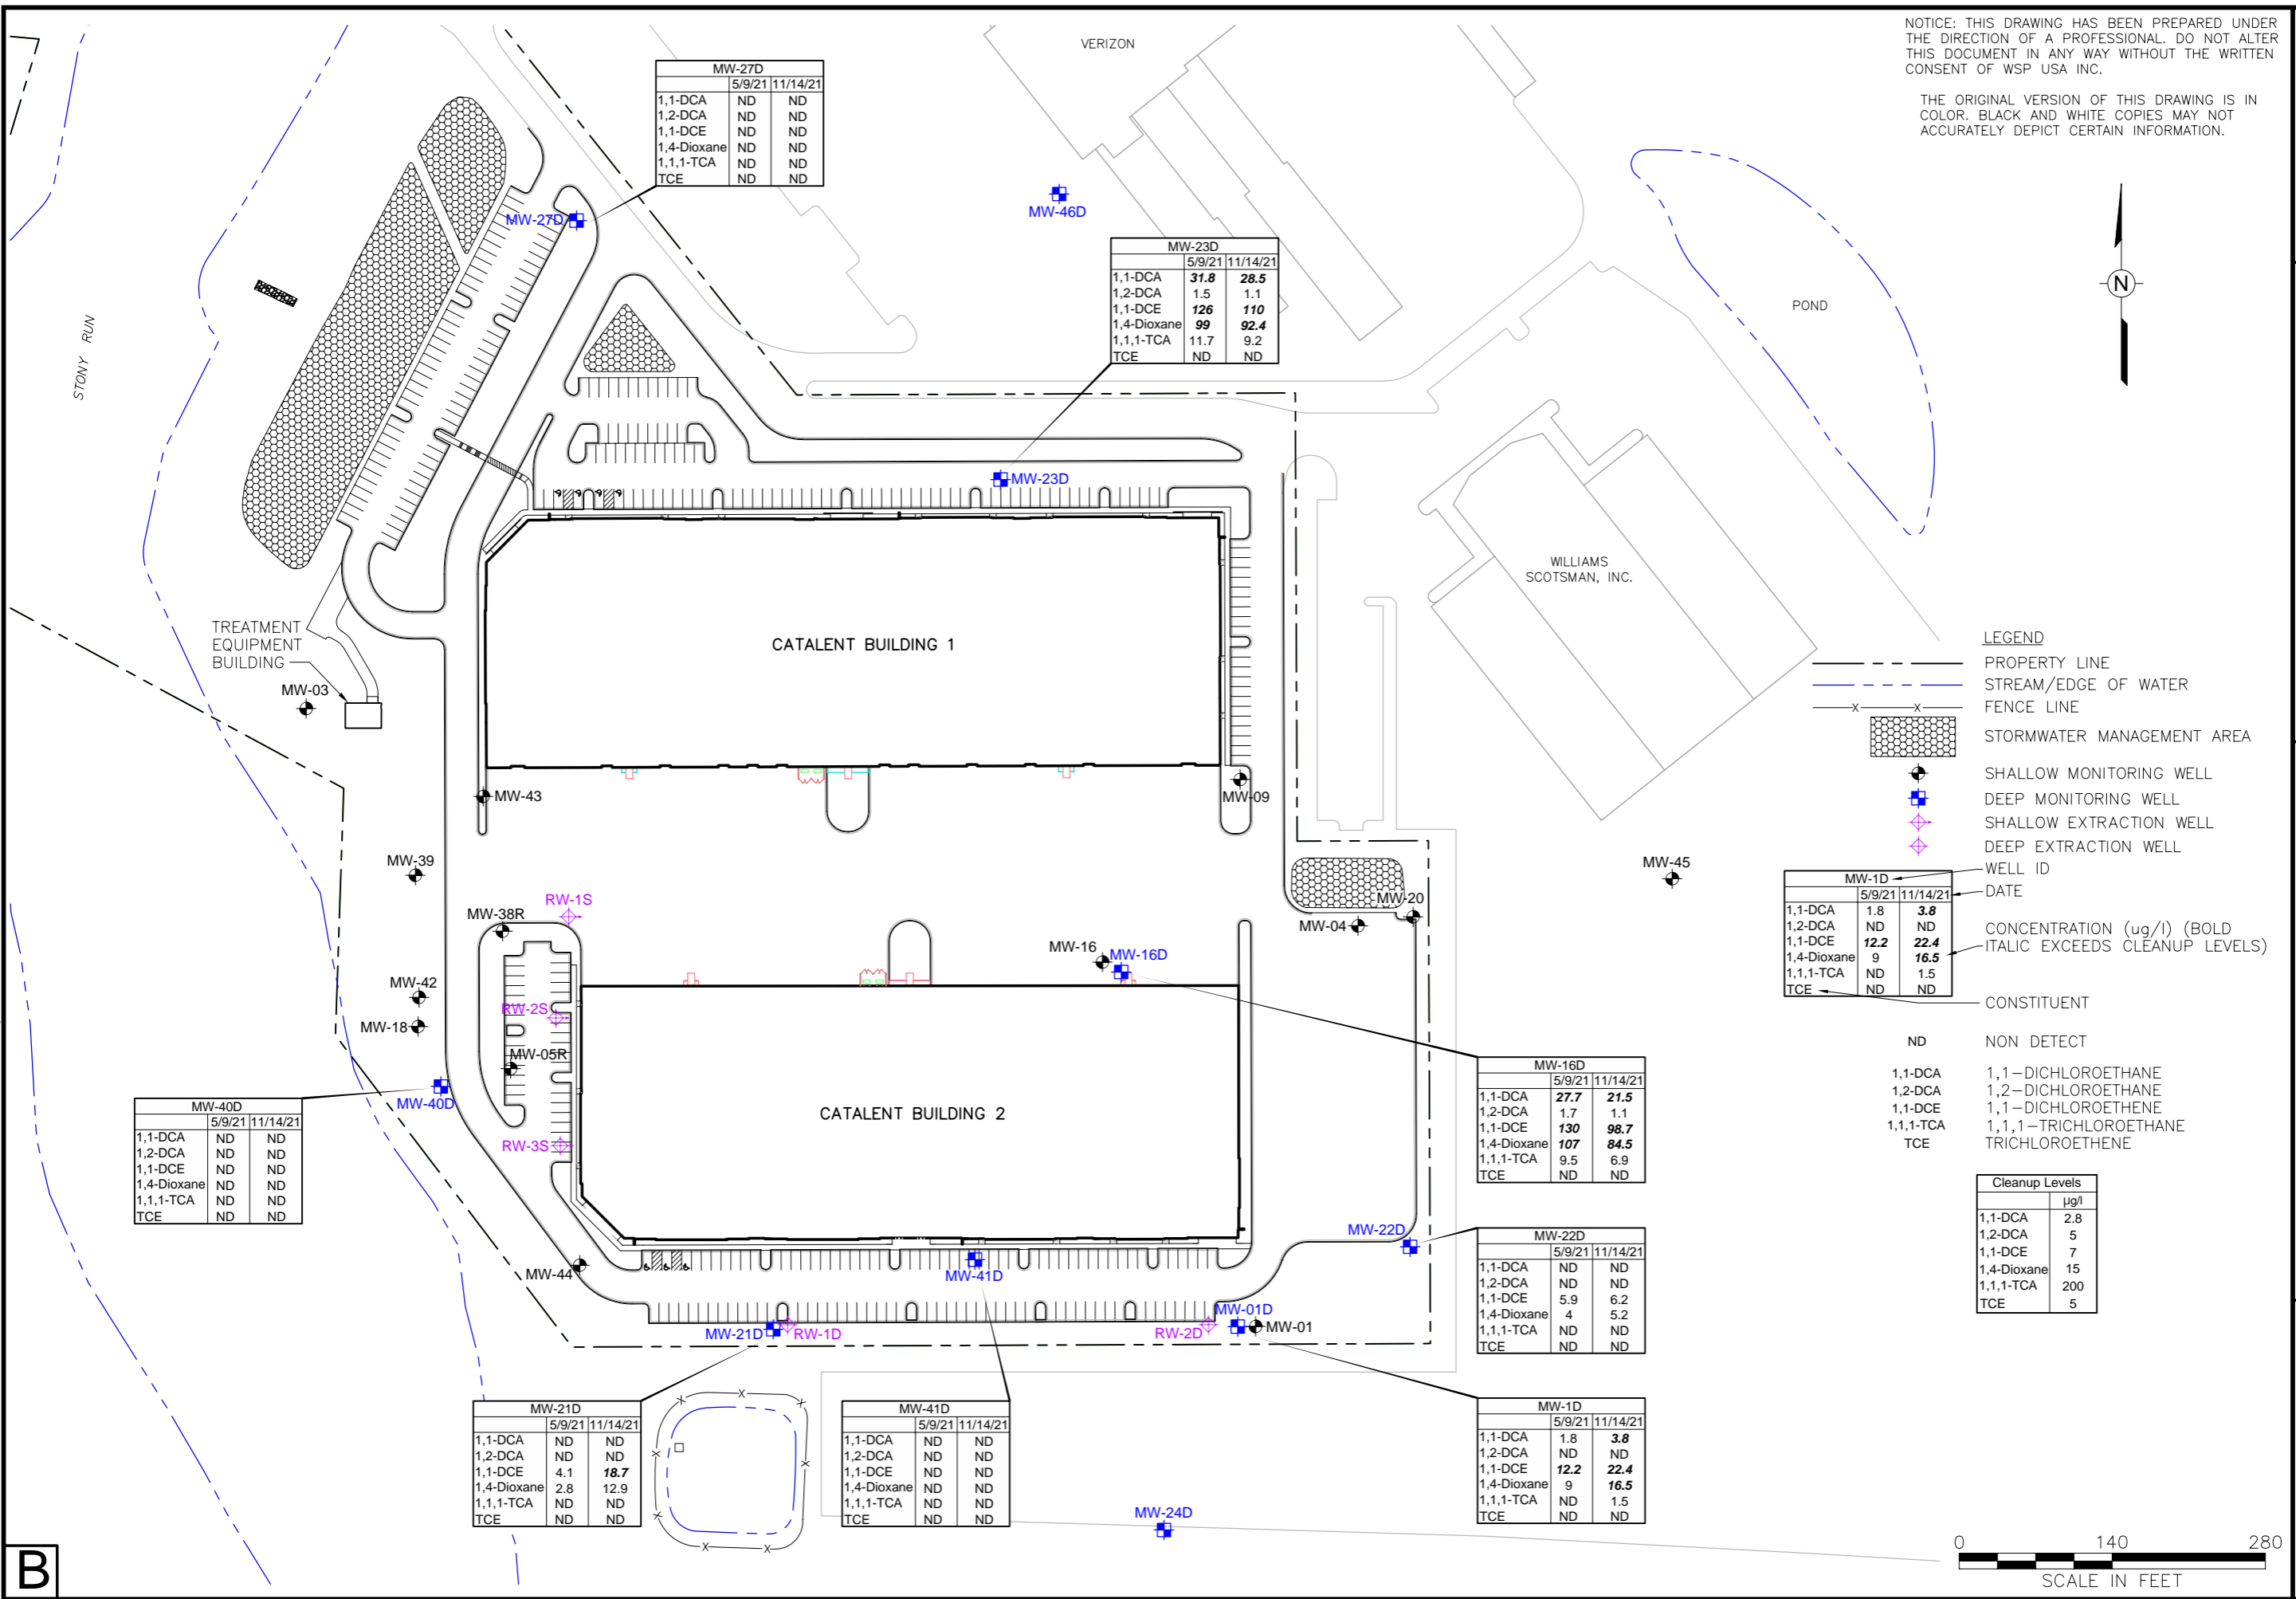 NOTICE: THIS DRAWING HAS BEEN PREPARED UNDER
THE DIRECTION OF A PROFESSIONAL. DO NOT ALTER
THIS DOCUMENT IN ANY WAY WITHOUT THE WRITTEN
CONSENT OF WSP USA INC.
THE ORIGINAL VERSION OF THIS DRAWING IS IN
COLOR. BLACK AND WHITE COPIES MAY NOT
ACCURATELY DEPICT CERTAIN INFORMATION.
VERIZON
MW-27D
5/9/21 11/14/21
1,1-DCA ND ND
1,2-DCA ND ND
1,1-DCE ND ND
1,4-Dioxane ND ND
1,1,1-TCA ND ND
TCE ND ND
MW-27D
MW-46D
MW-23D
5/9/21 11/14/21
1,1-DCA 31.8 28.5
1,2-DCA 1.5 1.1
1,1-DCE 126 110
1,4-Dioxane 99 92.4
1,1,1-TCA 11.7 9.2
TCE ND ND
N
POND
STONY RUN
MW-23D
WILLIAMS
SCOTSMAN, INC.
TREATMENT
EQUIPMENT
BUILDING
CATALENT BUILDING 1
MW-03
MW-43
MW-09
MW-39
MW-45
RW-1S
MW-38R
MW-20
MW-04
MW-16
MW-16D
MW-42
RW-2S
MW-18
MW-05R
MW-40D
RW-3S
CATALENT BUILDING 2
LEGEND
PROPERTY LINE
STREAM/EDGE OF WATER
X X FENCE LINE
STORMWATER MANAGEMENT AREA
SHALLOW MONITORING WELL
DEEP MONITORING WELL
SHALLOW EXTRACTION WELL
DEEP EXTRACTION WELL
WELL ID
DATE
MW-1D
5/9/21 11/14/21
1,1-DCA 1.8 3.8
1,2-DCA ND ND
1,1-DCE 12.2 22.4
1,4-Dioxane 9 16.5
1,1,1-TCA ND 1.5
TCE ND ND
CONCENTRATION (ug/l) (BOLD
ITALIC EXCEEDS CLEANUP LEVELS)
CONSTITUENT
ND NON DETECT
1,1-DCA 1,1-DICHLOROETHANE
1,2-DCA 1,2-DICHLOROETHANE
1,1-DCE 1,1-DICHLOROETHENE
1,1,1-TCA 1,1,1-TRICHLOROETHANE
TCE TRICHLOROETHENE
Cleanup Levels
µg/l
1,1-DCA 2.8
1,2-DCA 5
1,1-DCE 7
1,4-Dioxane 15
1,1,1-TCA 200
TCE 5
MW-40D
5/9/21 11/14/21
1,1-DCA ND ND
1,2-DCA ND ND
1,1-DCE ND ND
1,4-Dioxane ND ND
1,1,1-TCA ND ND
TCE ND ND
MW-16D
5/9/21 11/14/21
1,1-DCA 27.7 21.5
1,2-DCA 1.7 1.1
1,1-DCE 130 98.7
1,4-Dioxane 107 84.5
1,1,1-TCA 9.5 6.9
TCE ND ND
MW-22D
MW-22D
5/9/21 11/14/21
1,1-DCA ND ND
1,2-DCA ND ND
1,1-DCE 5.9 6.2
1,4-Dioxane 4 5.2
1,1,1-TCA ND ND
TCE ND ND
MW-44
MW-41D
MW-01D
MW-21D
RW-1D
RW-2D
MW-01
MW-21D
5/9/21 11/14/21
1,1-DCA ND ND
1,2-DCA ND ND
1,1-DCE 4.1 18.7
1,4-Dioxane 2.8 12.9
1,1,1-TCA ND ND
TCE ND ND
X X X X X X X X
MW-41D
5/9/21 11/14/21
1,1-DCA ND ND
1,2-DCA ND ND
1,1-DCE ND ND
1,4-Dioxane ND ND
1,1,1-TCA ND ND
TCE ND ND
MW-1D
5/9/21 11/14/21
1,1-DCA 1.8 3.8
1,2-DCA ND ND
1,1-DCE 12.2 22.4
1,4-Dioxane 9 16.5
1,1,1-TCA ND 1.5
TCE ND ND
MW-24D
0 140 280
SCALE IN FEET
B